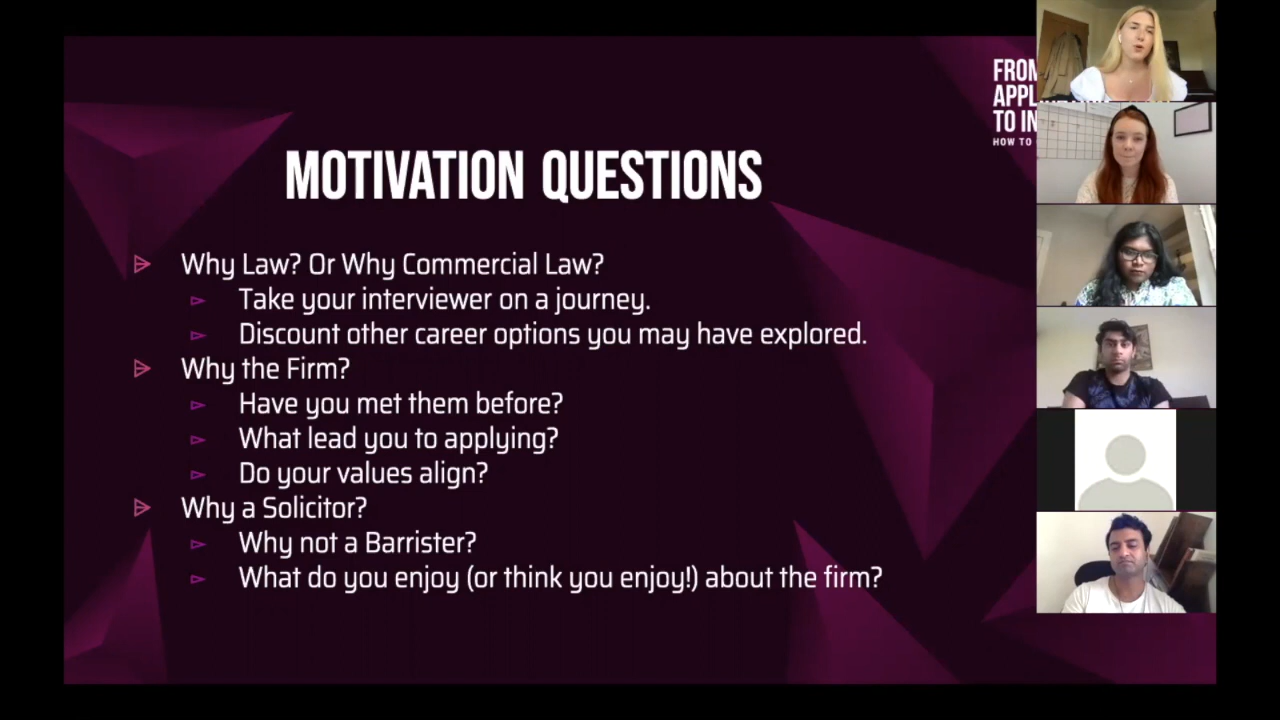 FROM
APPL
TO IN
HOW TO
MOTIVATION QUESTIONS
Why Law? Or Why Commercial Law?
Take your interviewer on a journey.
Discount other career options you may have explored.
Why the Firm?
Have you met them before?
What lead you to applying?
Do your values align?
Why a Solicitor?
Why not a Barrister?
What do you enjoy (or think you enjoy!) about the firm?